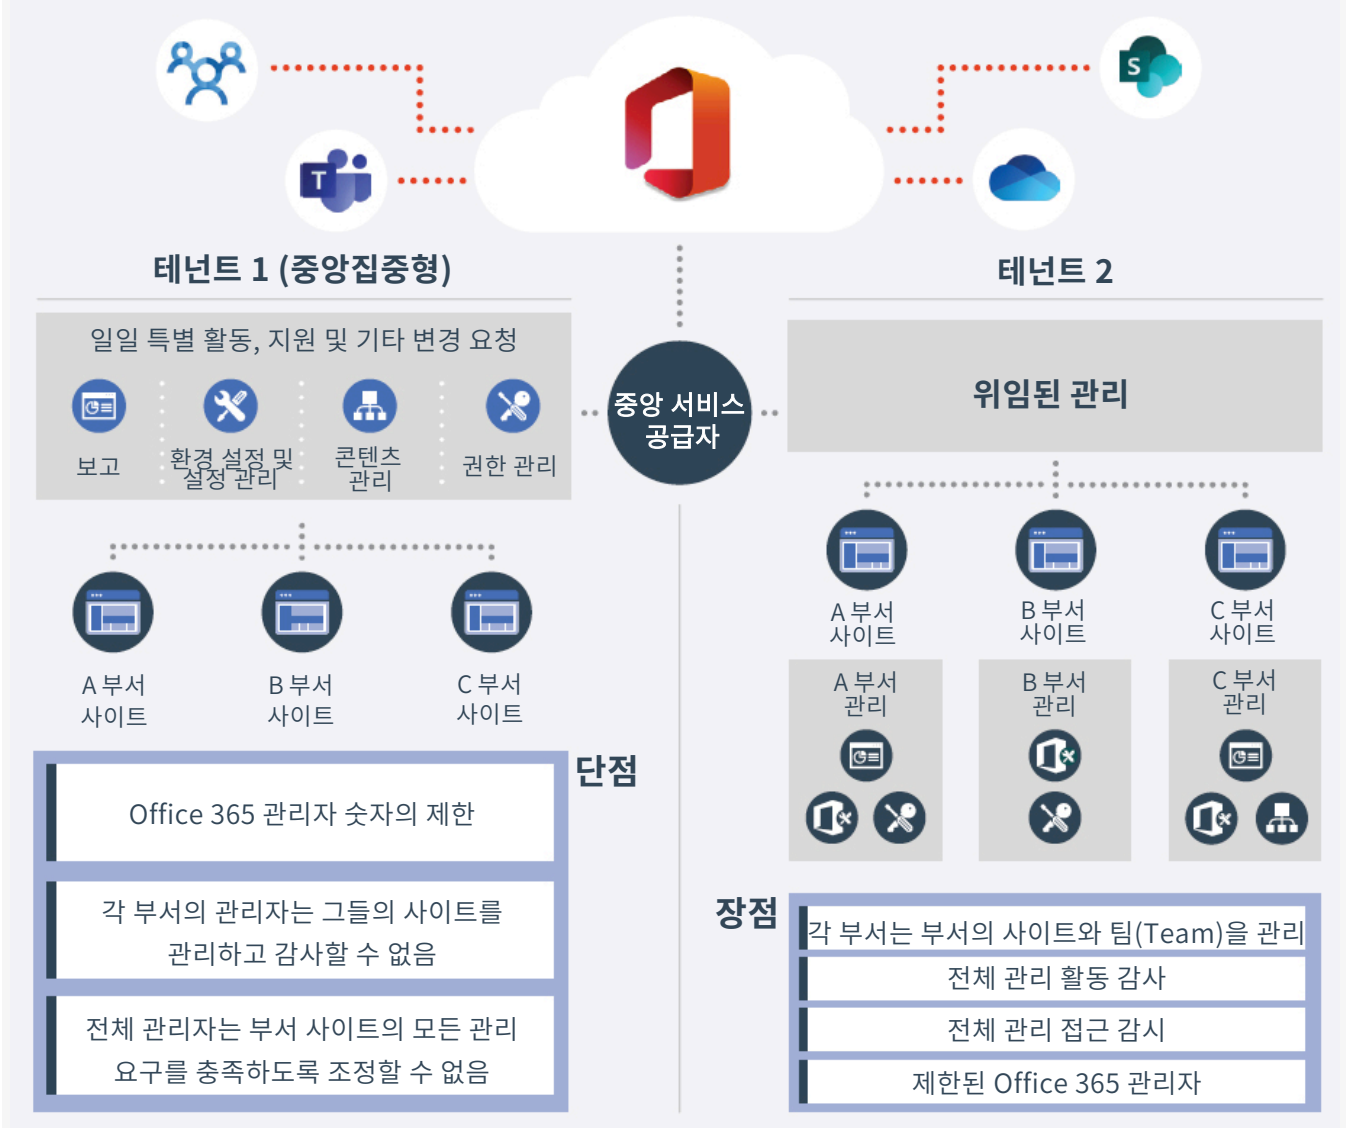 테넌트 1 (중앙집중형)
일일 특별 활동, 지원 및 기타 변경 요청
보고
환경 설정 및
설정 관리
콘텐츠
관리
권한 관리
A 부서
사이트
B 부서
사이트
C 부서
사이트
단점
Office 365 관리자 숫자의 제한
각 부서의 관리자는 그들의 사이트를
관리하고 감사할 수 없음
전체 관리자는 부서 사이트의 모든 관리
요구를 충족하도록 조정할 수 없음
중앙 서비스
공급자
테넌트 2
위임된 관리
A 부서
사이트
B 부서
사이트
C 부서
사이트
A 부서
관리
B 부서
관리
C 부서
관리
장점
각 부서는 부서의 사이트와 팀(Team)을 관리
전체 관리 활동 감사
전체 관리 접근 감시
제한된 Office 365 관리자
T
S